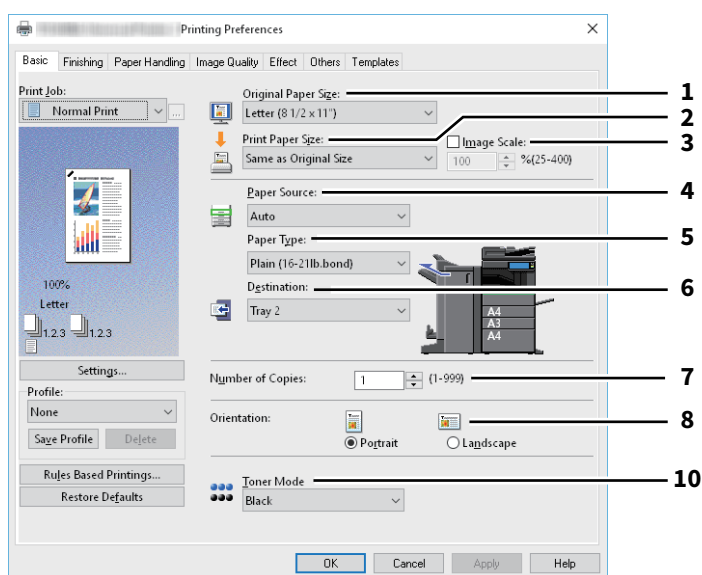 Printing Preferences
Basic Finishing Paper Handling Image Quality Effect Others Templates
Print Job:
Normal Print
...
100%
Letter
1.2.3 1.2.3
Settings...
Profile:
None
Save Profile Delete
Rules Based Printings...
Restore Defaults
Original Paper Size: 1
Letter (8 1/2 x 11")
Print Paper Size: 2
Same as Original Size
Image Scale: 3
100 %(25-400)
Paper Source: 4
Auto
Paper Type: 5
Plain (16-21lb.bond)
Destination: 6
Tray 2
A4
A3
A4
Number of Copies: 1 (1-999) 7
Orientation: 8
Portrait Landscape
Toner Mode 10
Black
OK Cancel Apply Help